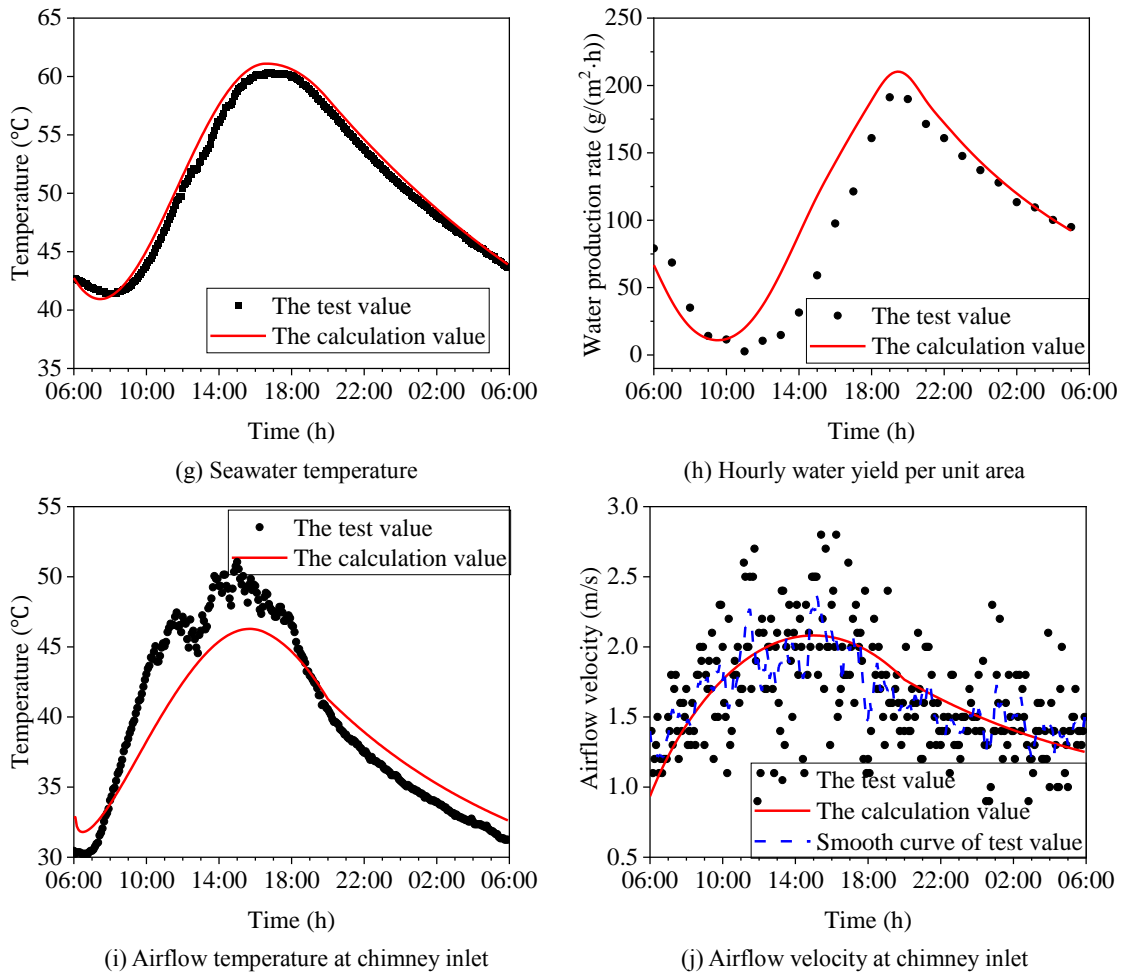 65
60
55
50
45
40
35
Temperature (°C)
The test value
The calculation value
06:00 10:00 14:00 18:00 22:00 02:00 06:00
Time (h)
(g) Seawater temperature
250
200
150
100
50
0
Water production rate (g/(m²·h))
The test value
The calculation value
06:00 10:00 14:00 18:00 22:00 02:00 06:00
Time (h)
(h) Hourly water yield per unit area
55
50
45
40
35
30
Temperature (°C)
The test value
The calculation value
06:00 10:00 14:00 18:00 22:00 02:00 06:00
Time (h)
(i) Airflow temperature at chimney inlet
3.0
2.5
2.0
1.5
1.0
0.5
Airflow velocity (m/s)
The test value
The calculation value
Smooth curve of test value
06:00 10:00 14:00 18:00 22:00 02:00 06:00
Time (h)
(j) Airflow velocity at chimney inlet